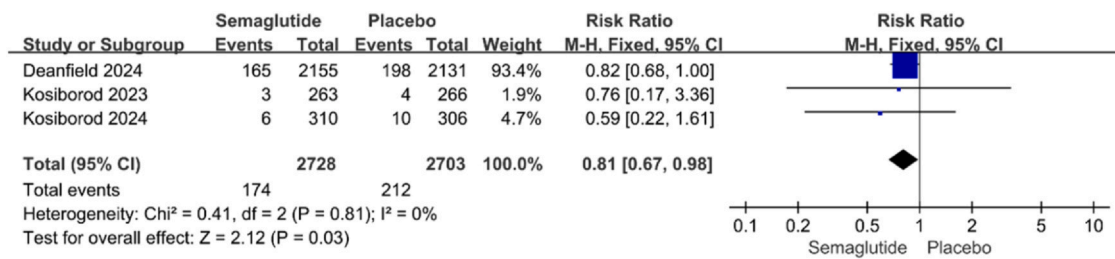 Semaglutide Placebo Risk Ratio Risk Ratio
Study or Subgroup Events Total Events Total Weight M-H, Fixed, 95% CI M-H, Fixed, 95% CI
Deanfield 2024 165 2155 198 2131 93.4% 0.82 [0.68, 1.00]
Kosiborod 2023 3 263 4 266 1.9% 0.76 [0.17, 3.36]
Kosiborod 2024 6 310 10 306 4.7% 0.59 [0.22, 1.61]
Total (95% CI) 2728 2703 100.0% 0.81 [0.67, 0.98]
Total events 174 212
Heterogeneity: Chi² = 0.41, df = 2 (P = 0.81); I² = 0%
Test for overall effect: Z = 2.12 (P = 0.03)
0.1 0.2 0.5 1 2 5 10
Semaglutide Placebo